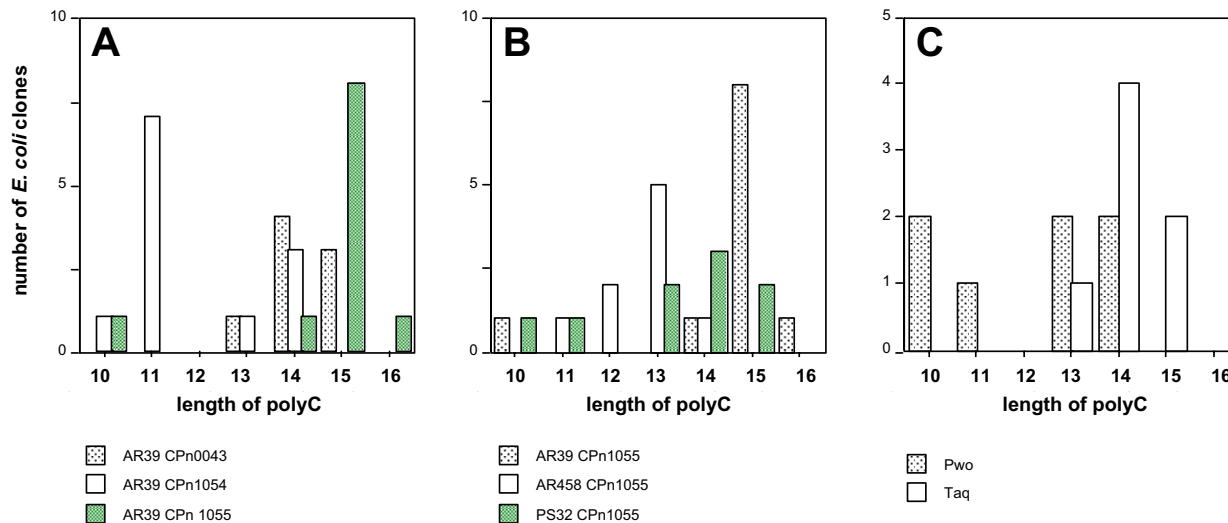 A
B
C
number of E. coli clones
10
5
0
10 11 12 13 14 15 16
length of polyC
10
5
0
10 11 12 13 14 15 16
length of polyC
5
4
3
2
1
0
10 11 12 13 14 15 16
length of polyC
AR39 CPn0043
AR39 CPn1054
AR39 CPn 1055
AR39 CPn1055
AR458 CPn1055
PS32 CPn1055
Pwo
Taq